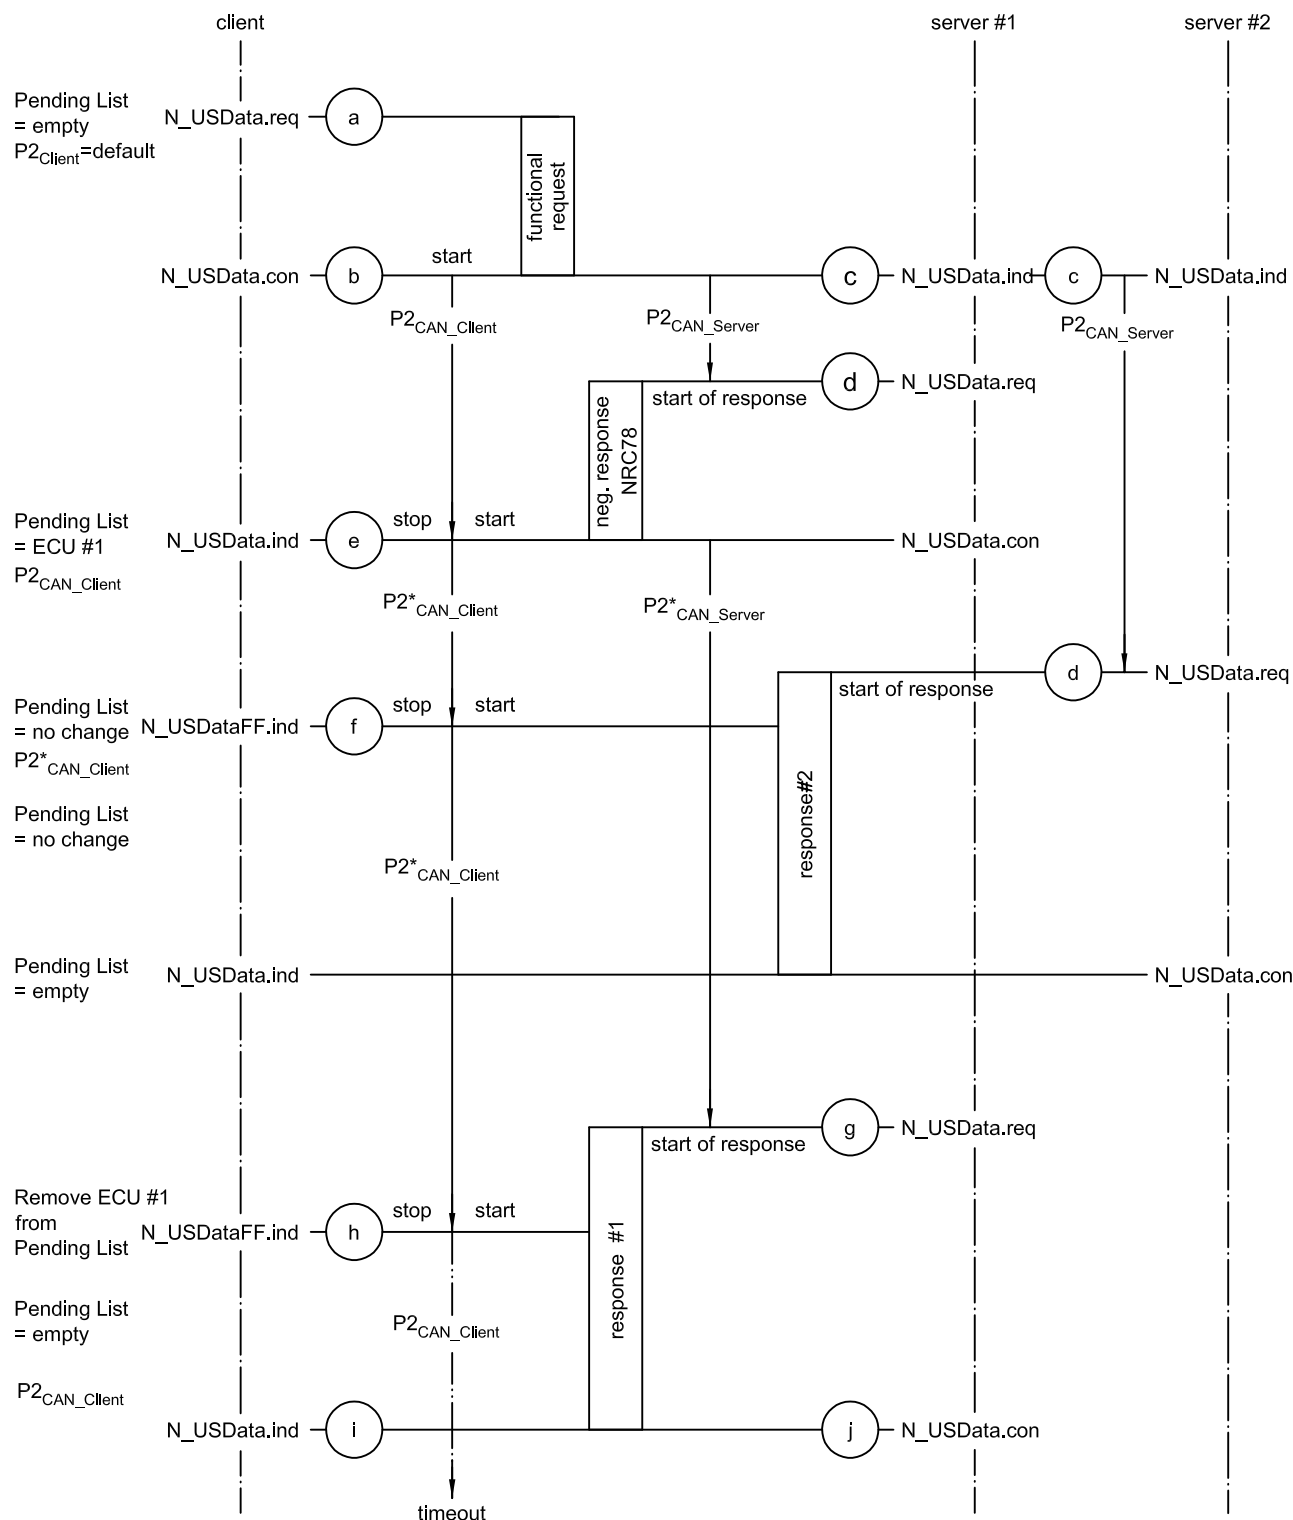 client
server #1
server #2
Pending List
= empty
P2Client=default
N_USData.req
a
functional
request
N_USData.con
b
start
c
N_USData.ind
c
N_USData.ind
P2CAN_Client
P2CAN_Server
P2CAN_Server
start of response
d
N_USData.req
neg. response
NRC78
Pending List
= ECU #1
P2CAN_Client
N_USData.ind
e
stop
start
N_USData.con
P2*CAN_Client
P2*CAN_Server
start of response
d
N_USData.req
Pending List
= no change
P2*CAN_Client
N_USDataFF.ind
f
stop
start
Pending List
= no change
response#2
P2*CAN_Client
Pending List
= empty
N_USData.ind
N_USData.con
start of response
g
N_USData.req
Remove ECU #1
from
Pending List
N_USDataFF.ind
h
stop
start
response #1
Pending List
= empty
P2CAN_Client
P2CAN_Client
N_USData.ind
i
j
N_USData.con
timeout